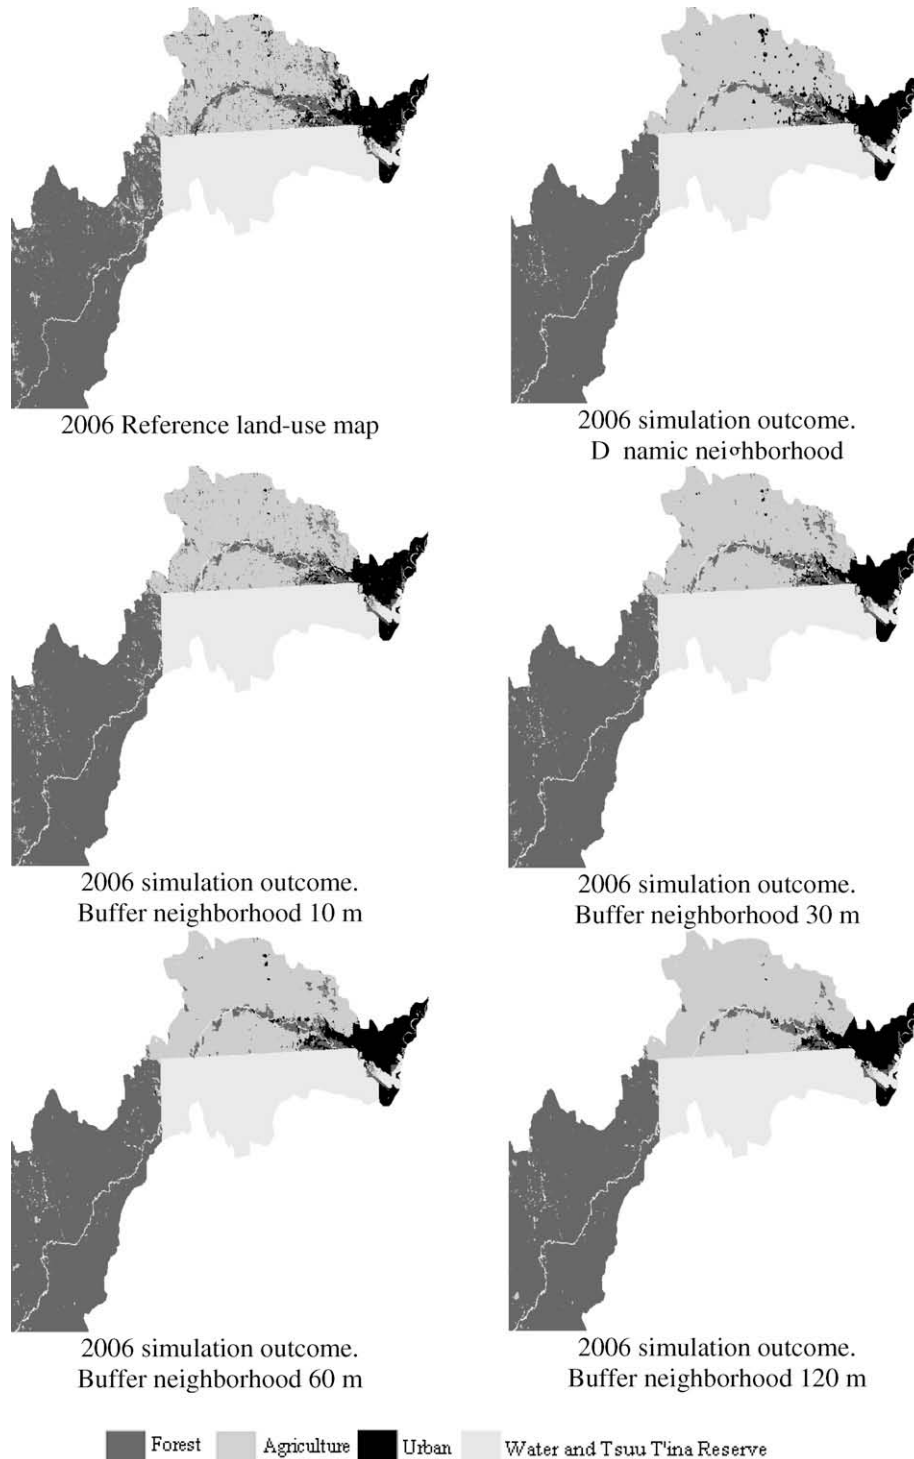 2006 Reference land-use map
2006 simulation outcome.
D namic neighborhood
2006 simulation outcome.
Buffer neighborhood 10 m
2006 simulation outcome.
Buffer neighborhood 30 m
2006 simulation outcome.
Buffer neighborhood 60 m
2006 simulation outcome.
Buffer neighborhood 120 m
Forest
Agriculture
Urban
Water and Tsuu T'ina Reserve